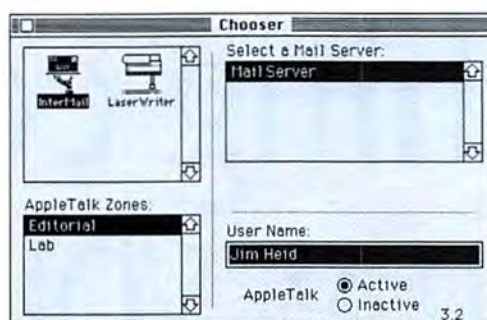 Chooser
InterMail
LaserWriter
Select a Mail Server:
Mail Server
AppleTalk Zones:
Editorial
Lab
User Name:
Jim Heid
AppleTalk
Active
Inactive
3.2